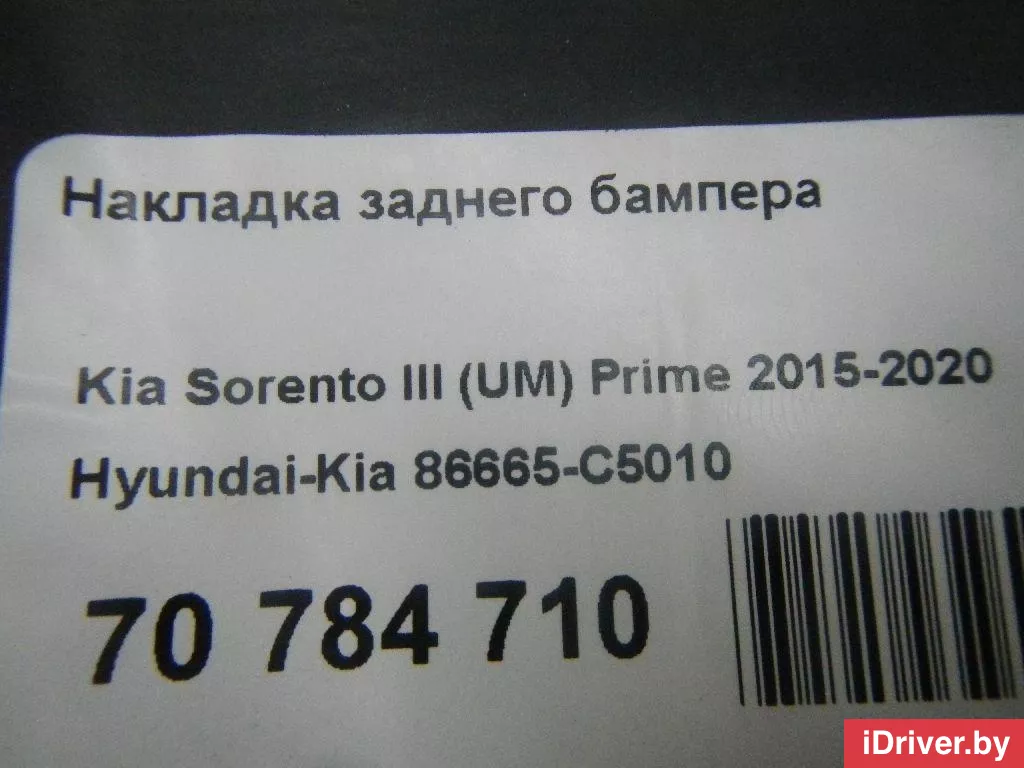 Накладка заднего бампера
Kia Sorento III (UM) Prime 2015-2020
Hyundai-Kia 86665-C5010
70 784 710
iDriver.by